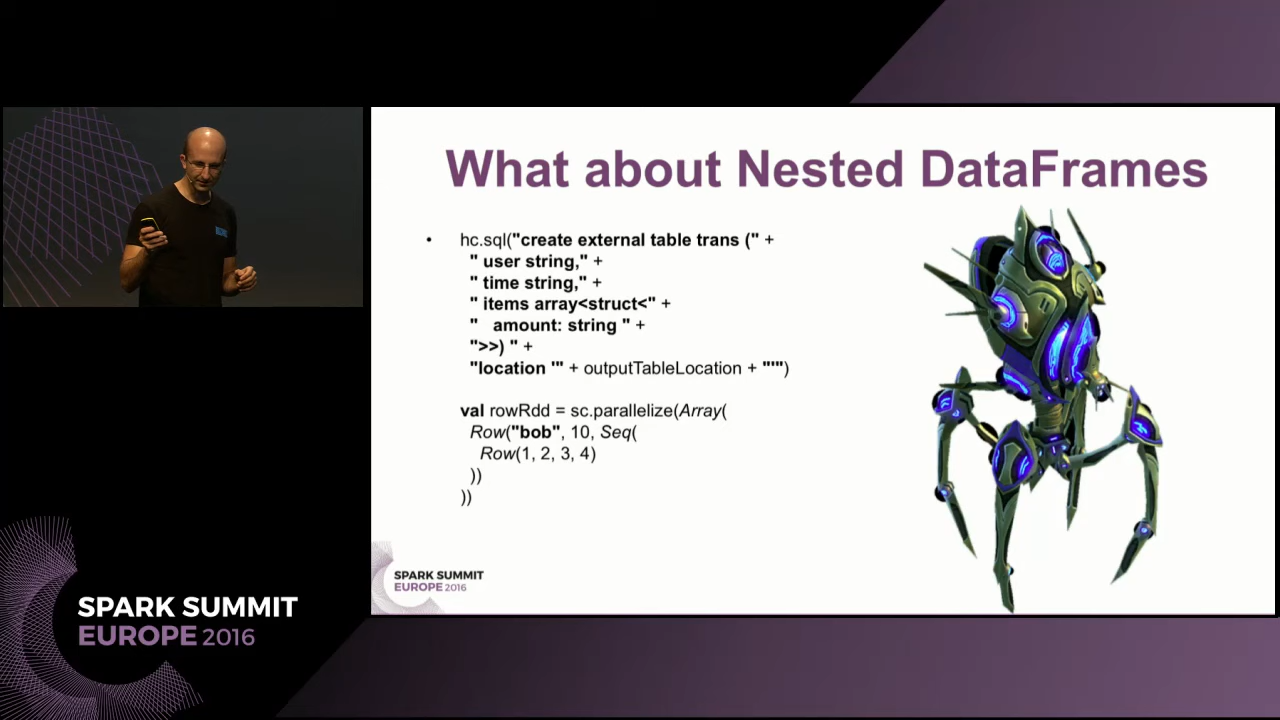 What about Nested DataFrames
• hc.sql("create external table trans (" +
" user string," +
" time string," +
" items array<struct<" +
" amount: string " +
">>) " +
"location '" + outputTableLocation + "'")
val rowRdd = sc.parallelize(Array(
Row("bob", 10, Seq(
Row(1, 2, 3, 4)
))
))
SPARK SUMMIT
EUROPE 2016
SPARK SUMMIT
EUROPE 2016